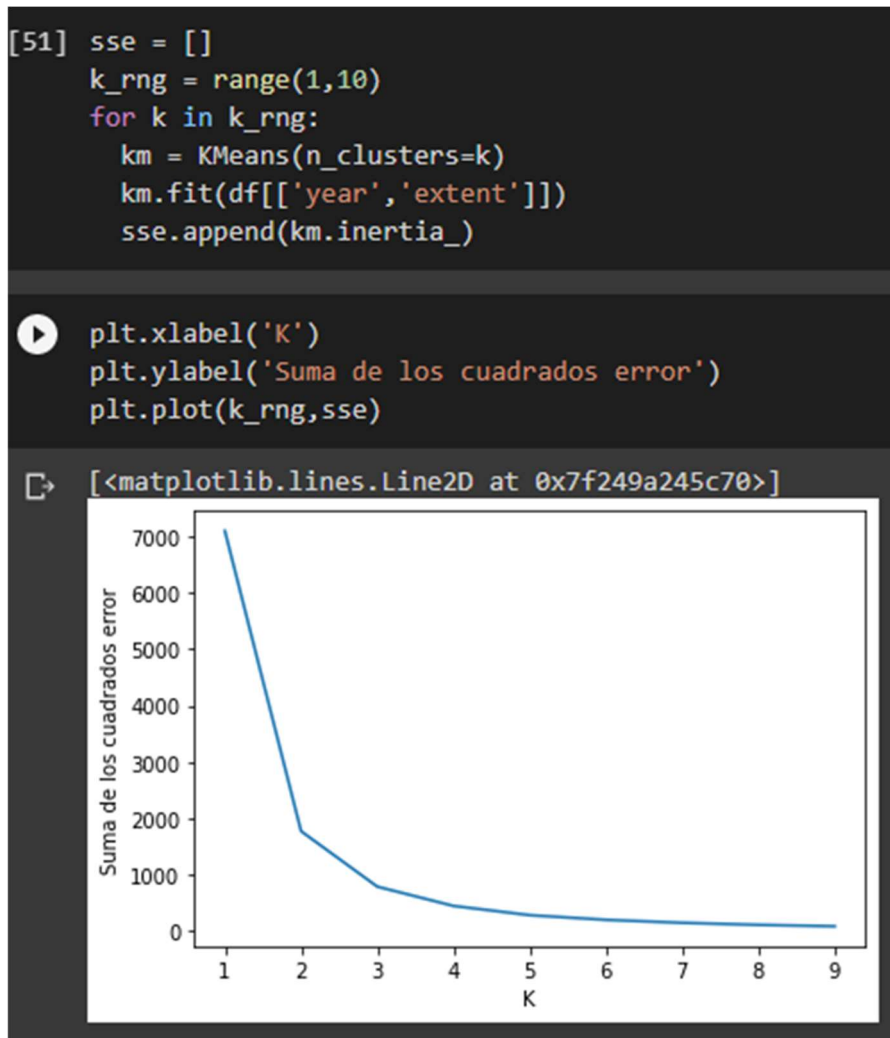 [51] sse = []
k_rng = range(1,10)
for k in k_rng:
  km = KMeans(n_clusters=k)
  km.fit(df[['year','extent']])
  sse.append(km.inertia_)
plt.xlabel('K')
plt.ylabel('Suma de los cuadrados error')
plt.plot(k_rng,sse)
[<matplotlib.lines.Line2D at 0x7f249a245c70>]
Suma de los cuadrados error
7000
6000
5000
4000
3000
2000
1000
0
1 2 3 4 5 6 7 8 9
K